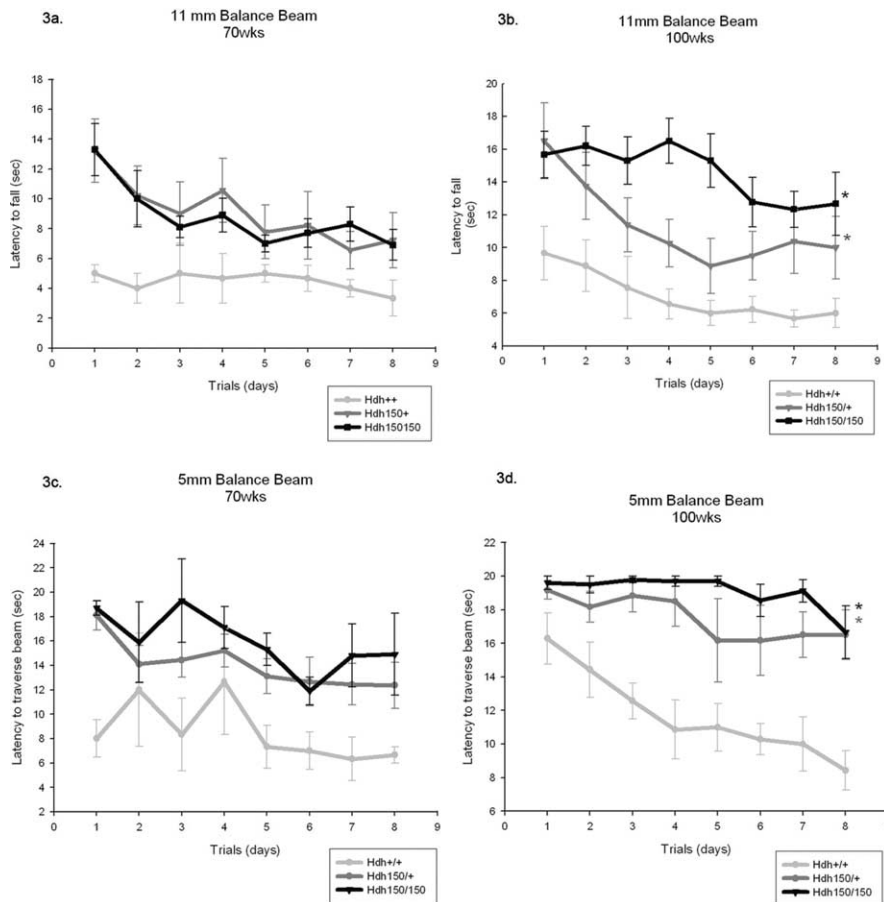 3a. 11 mm Balance Beam
70wks
Latency to fall (sec)
18
16
14
12
10
8
6
4
2
0
0 1 2 3 4 5 6 7 8 9
Trials (days)
Hdh++
Hdh150+
Hdh150150
3b. 11mm Balance Beam
100wks
Latency to fall
(sec)
20
18
16
14
12
10
8
6
4
*
*
0 1 2 3 4 5 6 7 8 9
Trials (days)
Hdh+/+
Hdh150/+
Hdh150/150
3c. 5mm Balance Beam
70wks
Latency to traverse beam (sec)
24
22
20
18
16
14
12
10
8
6
4
2
0 1 2 3 4 5 6 7 8 9
Trials (days)
Hdh+/+
Hdh150/+
Hdh150/150
3d. 5mm Balance Beam
100wks
Latency to traverse beam (sec)
22
20
18
16
14
12
10
8
6
*
*
0 1 2 3 4 5 6 7 8
Trials (days)
Hdh+/+
Hdh150/+
Hdh150/150